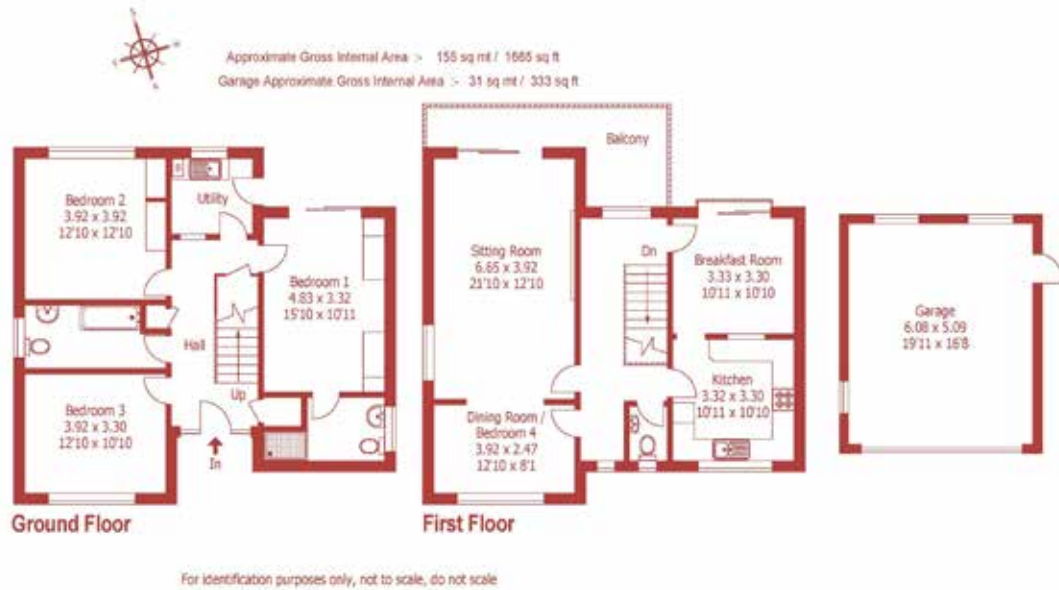 Approximate Gross Internal Area :- 155 sq mt / 1665 sq ft
Garage Approximate Gross Internal Area :- 31 sq mt / 333 sq ft
Bedroom 2
3.92 x 3.92
12'10 x 12'10
Utility
Bedroom 1
4.83 x 3.32
15'10 x 10'11
Hall
Up
Bedroom 3
3.92 x 3.30
12'10 x 10'10
In
Ground Floor
Balcony
Sitting Room
6.65 x 3.92
21'10 x 12'10
Dn
Breakfast Room
3.33 x 3.30
10'11 x 10'10
Kitchen
3.32 x 3.30
10'11 x 10'10
Dining Room /
Bedroom 4
3.92 x 2.47
12'10 x 8'1
First Floor
Garage
6.08 x 5.09
19'11 x 16'8
For identification purposes only, not to scale, do not scale